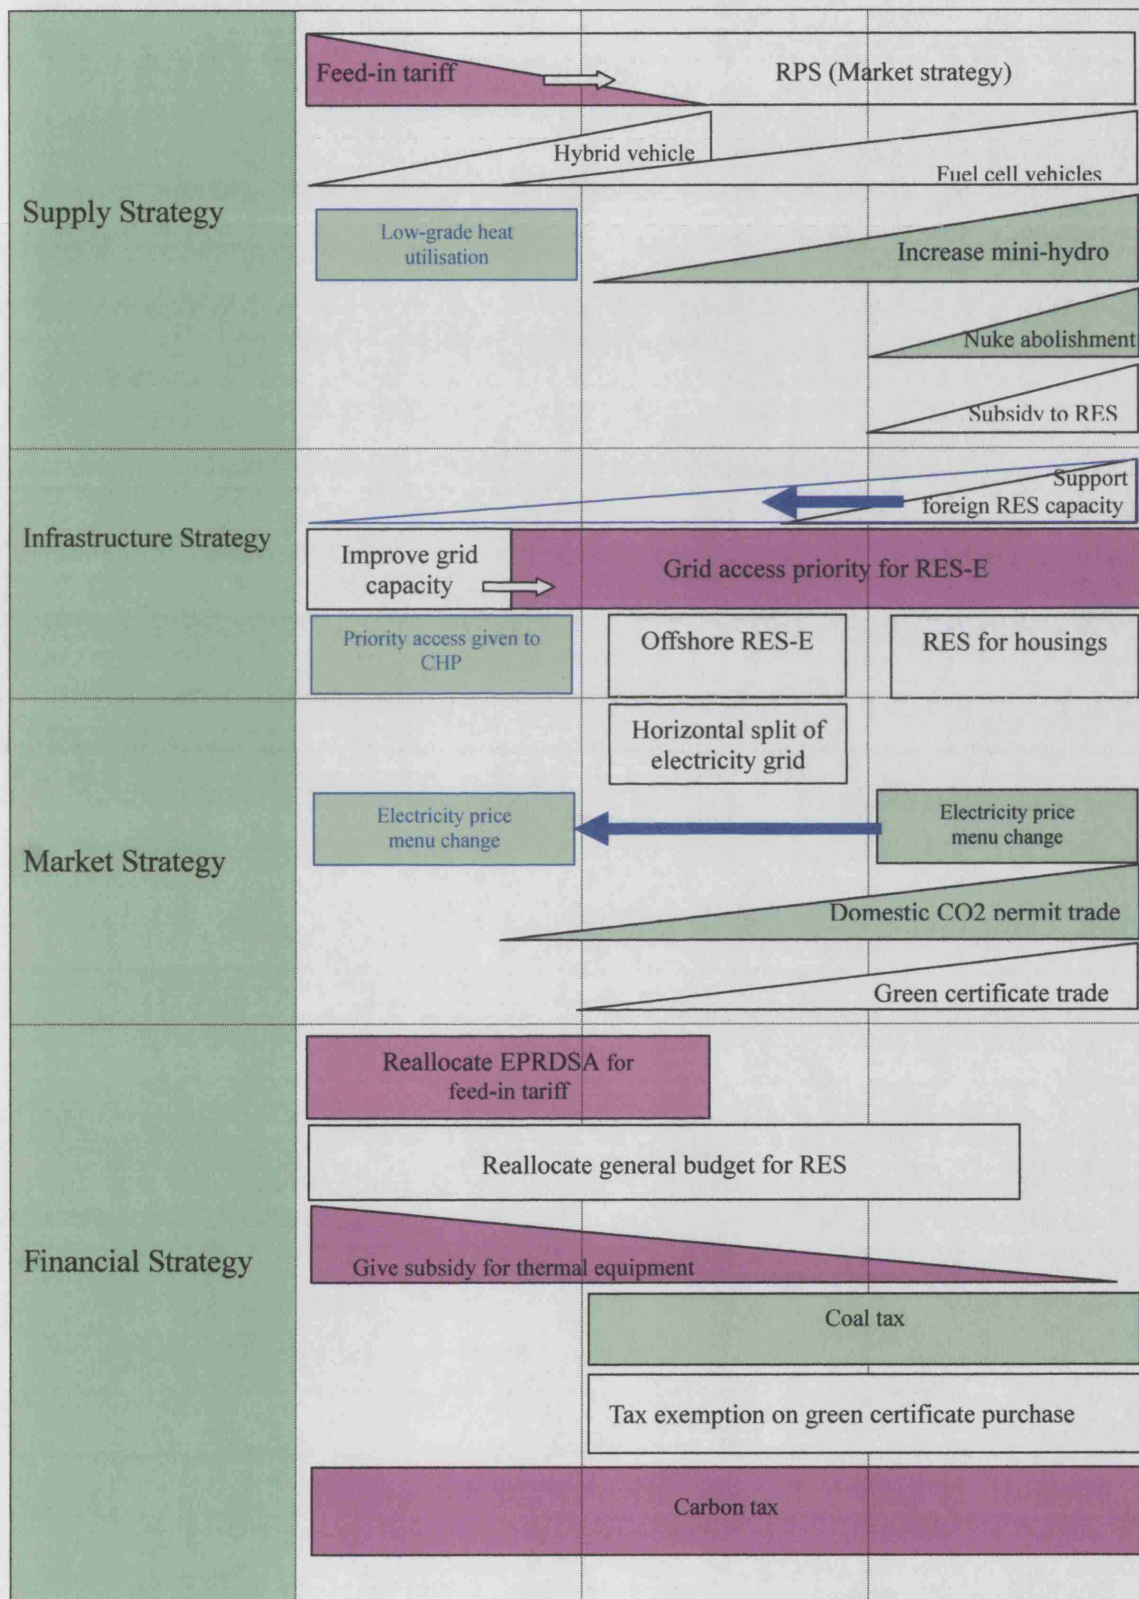 Supply Strategy
Feed-in tariff
RPS (Market strategy)
Hybrid vehicle
Fuel cell vehicles
Low-grade heat
utilisation
Increase mini-hydro
Nuke abolishment
Subsidy to RES
Infrastructure Strategy
Support
foreign RES capacity
Improve grid
capacity
Grid access priority for RES-E
Priority access given to
CHP
Offshore RES-E
RES for housings
Market Strategy
Horizontal split of
electricity grid
Electricity price
menu change
Electricity price
menu change
Domestic CO2 permit trade
Green certificate trade
Financial Strategy
Reallocate EPRDSA for
feed-in tariff
Reallocate general budget for RES
Give subsidy for thermal equipment
Coal tax
Tax exemption on green certificate purchase
Carbon tax